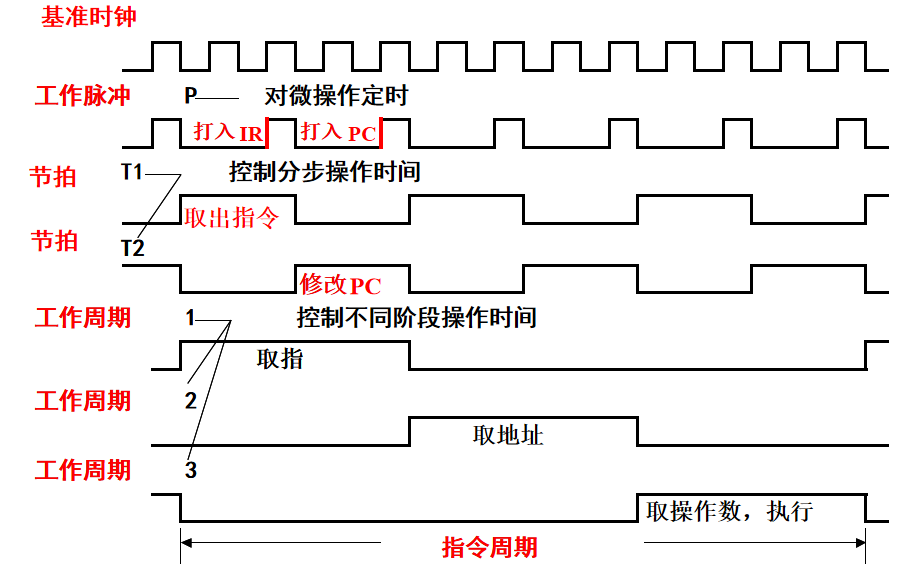 基准时钟
工作脉冲 P 对微操作定时
打入 IR 打入 PC
节拍 T1 控制分步操作时间
取出指令
节拍 T2
修改PC
工作周期 1 控制不同阶段操作时间
取指
工作周期 2
取地址
工作周期 3
取操作数，执行
指令周期